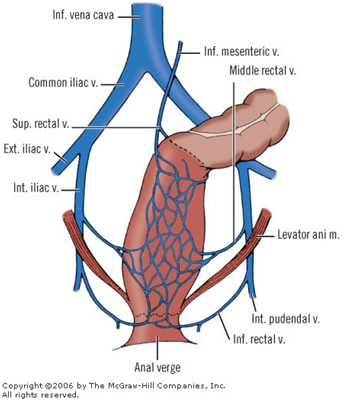 Inf. vena cava
Inf. mesenteric v.
Middle rectal v.
Common iliac v.
Sup. rectal v.
Ext. iliac v.
Int. iliac v.
Levator ani m.
Int. pudendal v.
Inf. rectal v.
Anal verge
Copyright ©2006 by The McGraw-Hill Companies, Inc.
All rights reserved.